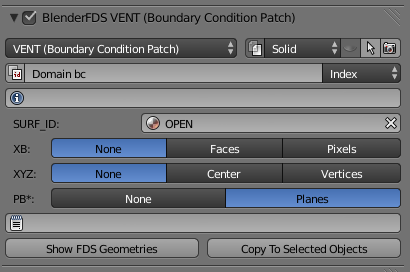 BlenderFDS VENT (Boundary Condition Patch)
VENT (Boundary Condition Patch) Solid
Domain bc Index
SURF_ID: OPEN
XB: None Faces Pixels
XYZ: None Center Vertices
PB*: None Planes
Show FDS Geometries Copy To Selected Objects